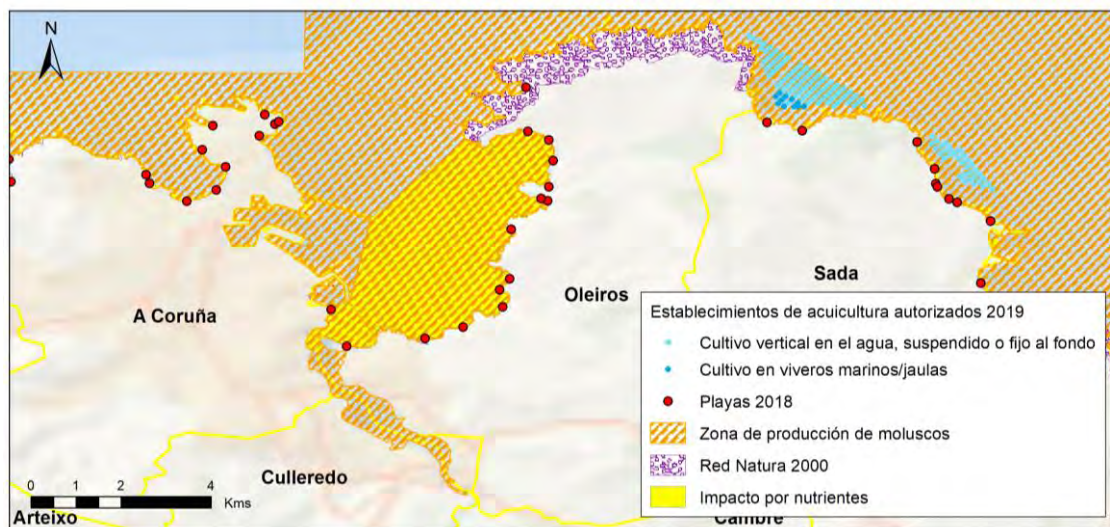 N
A Coruña
Oleiros
Sada
Culleredo
Arteixo
Cambre
0 1 2 4
Kms
Establecimientos de acuicultura autorizados 2019
Cultivo vertical en el agua, suspendido o fijo al fondo
Cultivo en viveros marinos/jaulas
Playas 2018
Zona de producción de moluscos
Red Natura 2000
Impacto por nutrientes